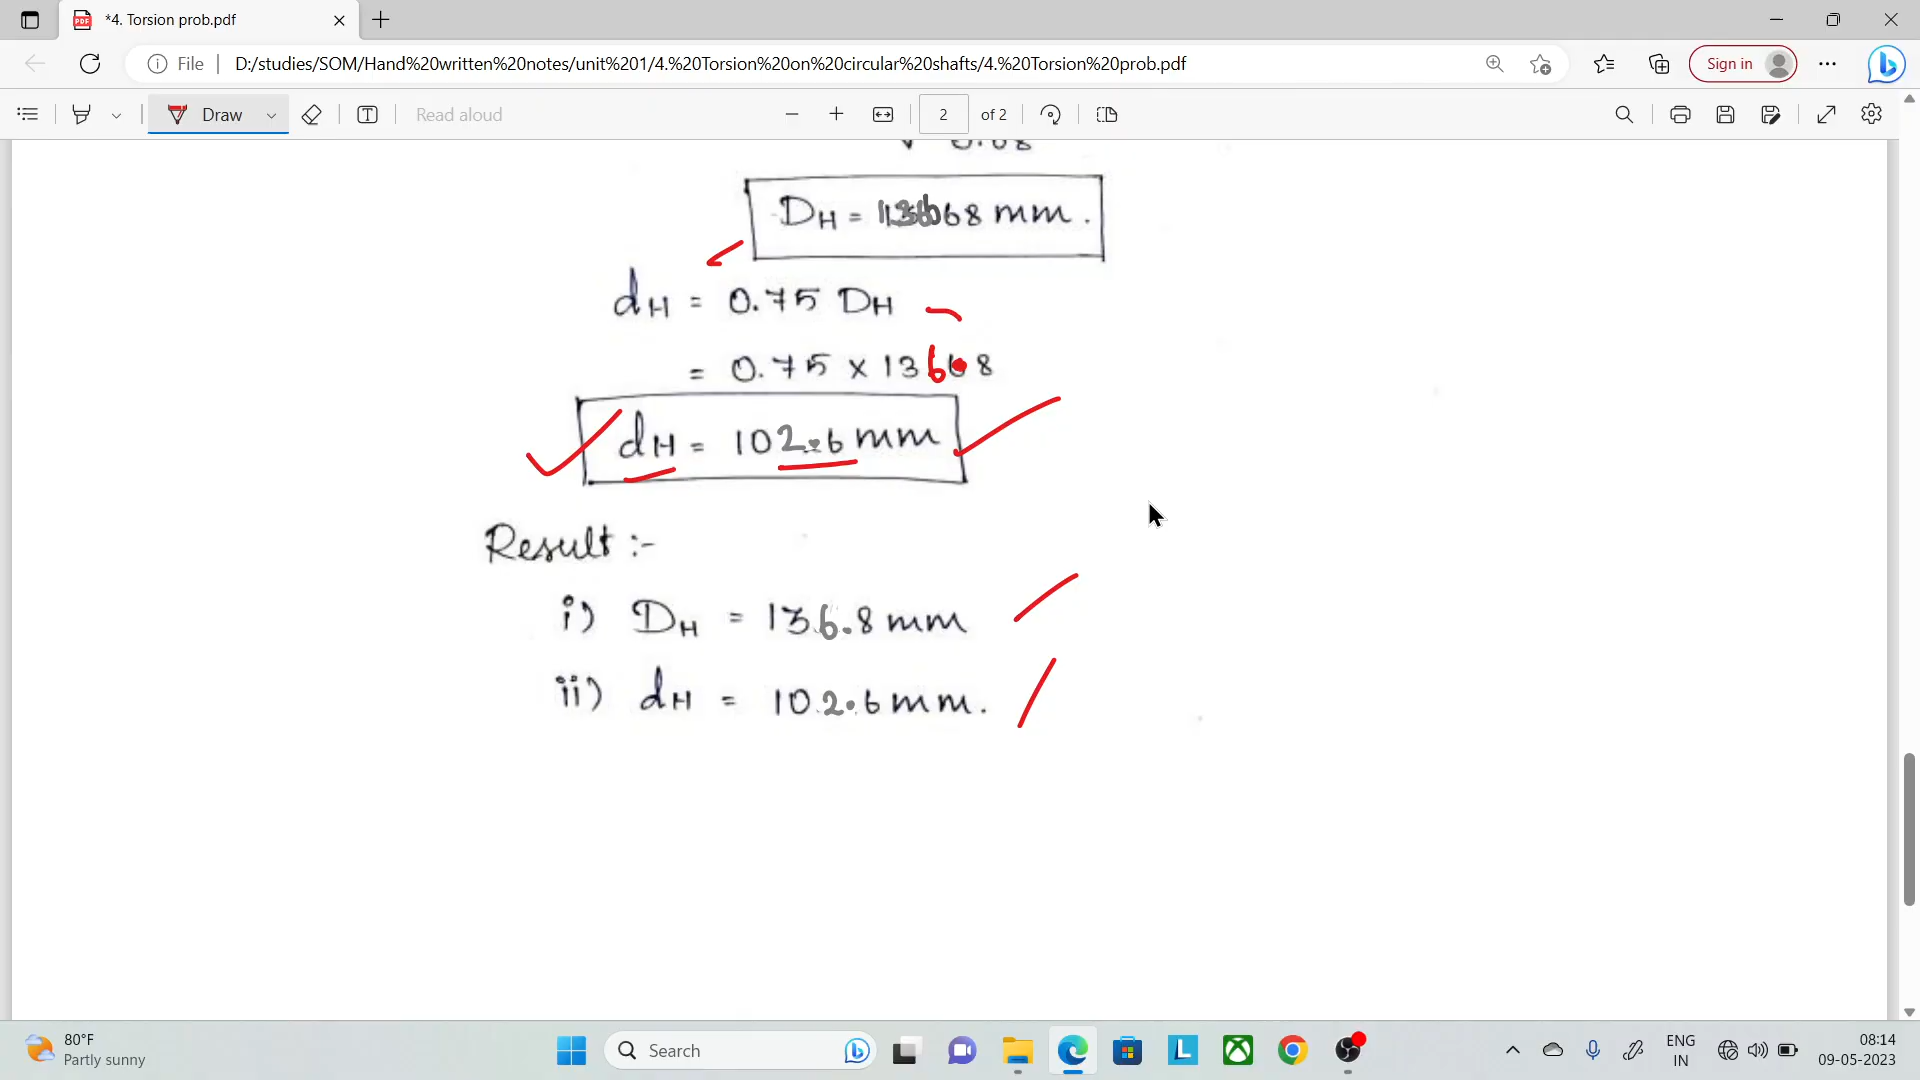 *4. Torsion prob.pdf
File
D:/studies/SOM/Hand%20written%20notes/unit%201/4.%20Torsion%20on%20circular%20shafts/4.%20Torsion%20prob.pdf
Sign in
Draw
Read aloud
2
of 2
DH = 13668 mm.
dH = 0.75 DH
= 0.75 x 136.8
dH = 102.6 mm
Result :-
i) DH = 136.8 mm
ii) dH = 102.6 mm.
80°F
Partly sunny
Search
ENG
IN
08:14
09-05-2023